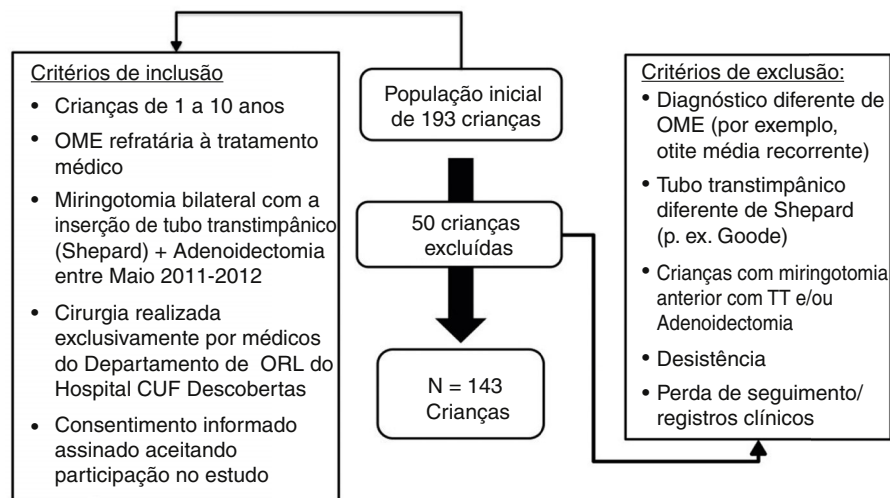 Critérios de inclusão
• Crianças de 1 a 10 anos
• OME refratária à tratamento
médico
• Miringotomia bilateral com a
inserção de tubo transtimpânico
(Shepard) + Adenoidectomia
entre Maio 2011-2012
• Cirurgia realizada
exclusivamente por médicos
do Departamento de ORL do
Hospital CUF Descobertas
• Consentimento informado
assinado aceitando
participação no estudo
População inicial
de 193 crianças
50 crianças
excluídas
N = 143
Crianças
Critérios de exclusão:
• Diagnóstico diferente de
OME (por exemplo,
otite média recorrente)
• Tubo transtimpânico
diferente de Shepard
(p. ex. Goode)
• Crianças com miringotomia
anterior com TT e/ou
Adenoidectomia
• Desistência
• Perda de seguimento/
registros clínicos